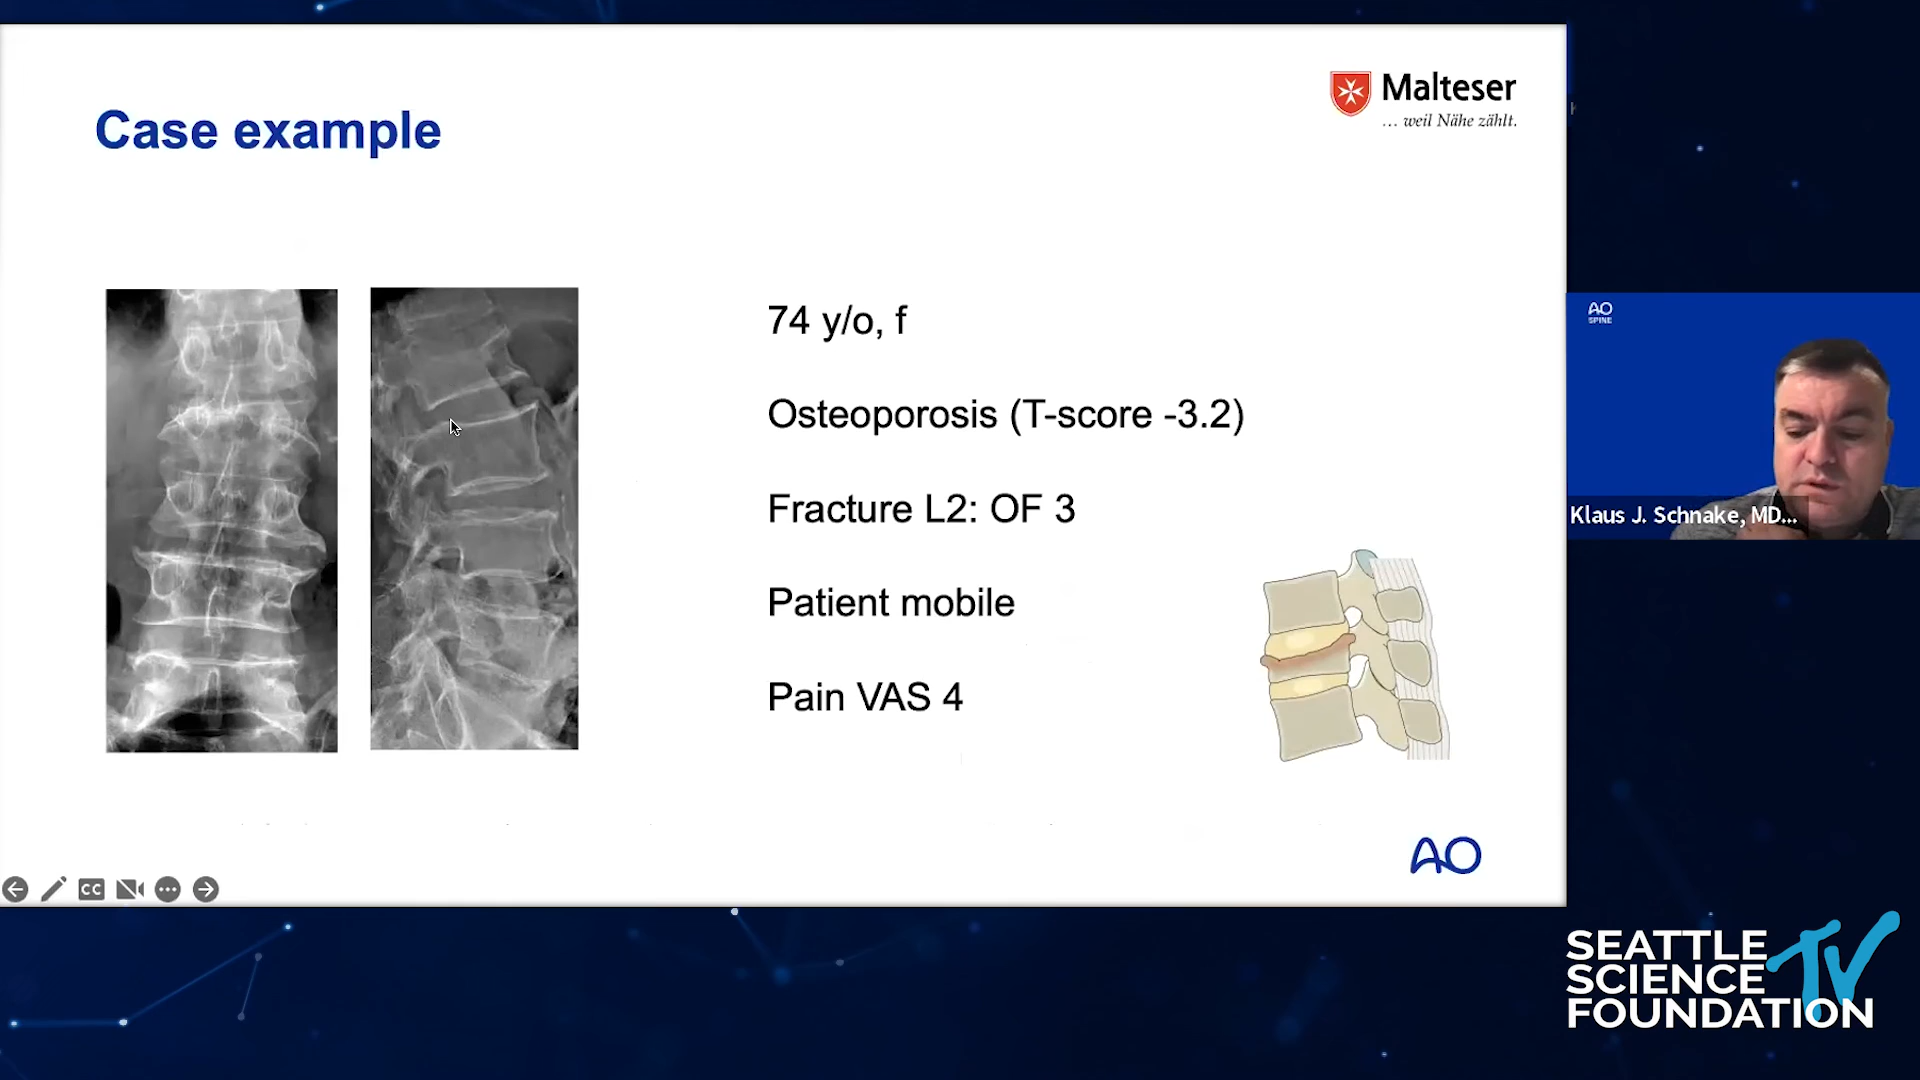 Case example
Malteser
... weil Nähe zählt.
74 y/o, f
Osteoporosis (T-score -3.2)
Fracture L2: OF 3
Patient mobile
Pain VAS 4
AO
CC
AO
SPINE
Klaus J. Schnake, MD...
SEATTLE
SCIENCE TV
FOUNDATION